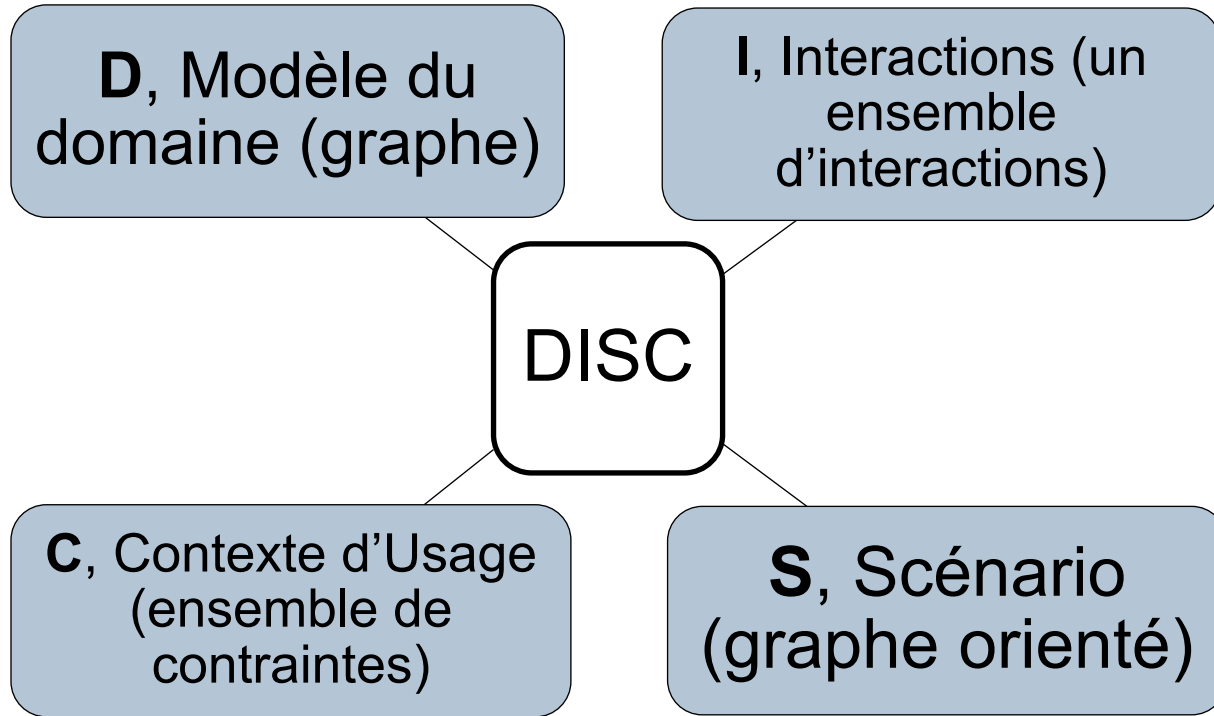 D, Modèle du
domaine (graphe)
I, Interactions (un
ensemble
d’interactions)
DISC
C, Contexte d’Usage
(ensemble de
contraintes)
S, Scénario
(graphe orienté)